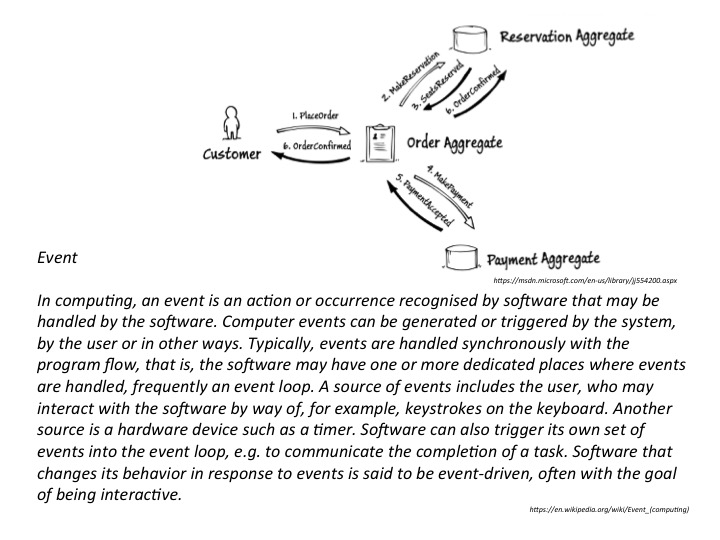 Reservation Aggregate
2. MakeReservation
3. SeatsReserved
6. OrderConfirmed
1. PlaceOrder
6. OrderConfirmed
Customer
Order Aggregate
4. MakePayment
5. PaymentAccepted
Event
Payment Aggregate
https://msdn.microsoft.com/en-us/library/jj554200.aspx
In computing, an event is an action or occurrence recognised by software that may be
handled by the software. Computer events can be generated or triggered by the system,
by the user or in other ways. Typically, events are handled synchronously with the
program flow, that is, the software may have one or more dedicated places where events
are handled, frequently an event loop. A source of events includes the user, who may
interact with the software by way of, for example, keystrokes on the keyboard. Another
source is a hardware device such as a timer. Software can also trigger its own set of
events into the event loop, e.g. to communicate the completion of a task. Software that
changes its behavior in response to events is said to be event-driven, often with the goal
of being interactive.
https://en.wikipedia.org/wiki/Event_(computing)